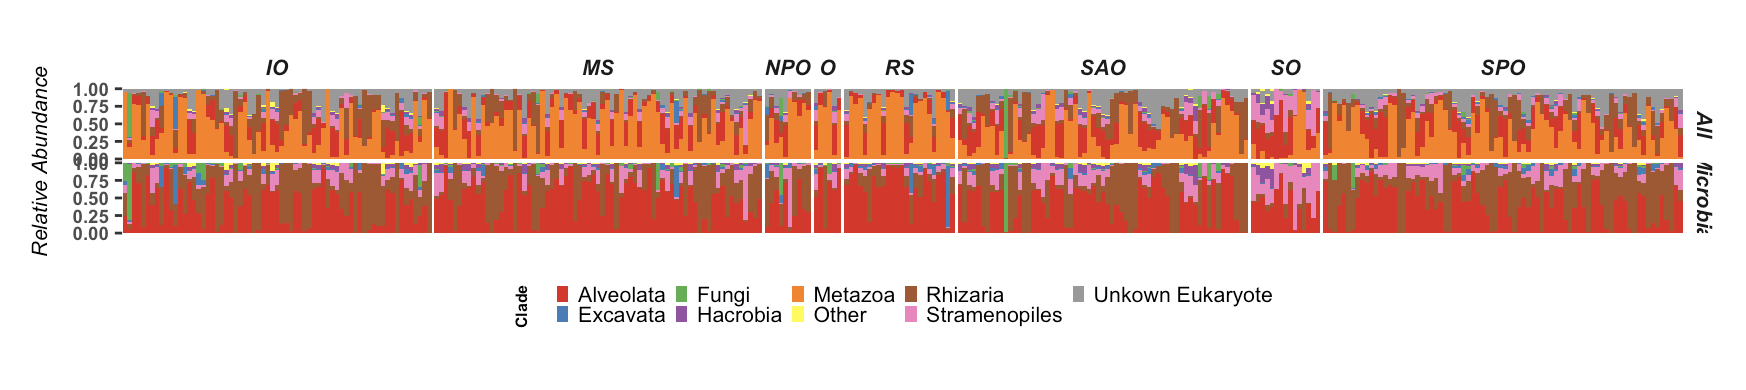 IO MS NPO O RS SAO SO SPO
Relative Abundance
1.00
0.75
0.50
0.25
0.00
All
1.00
0.75
0.50
0.25
0.00
Clade
Alveolata Fungi Metazoa Rhizaria Unkown Eukaryote
Excavata Hacrobia Other Stramenopiles